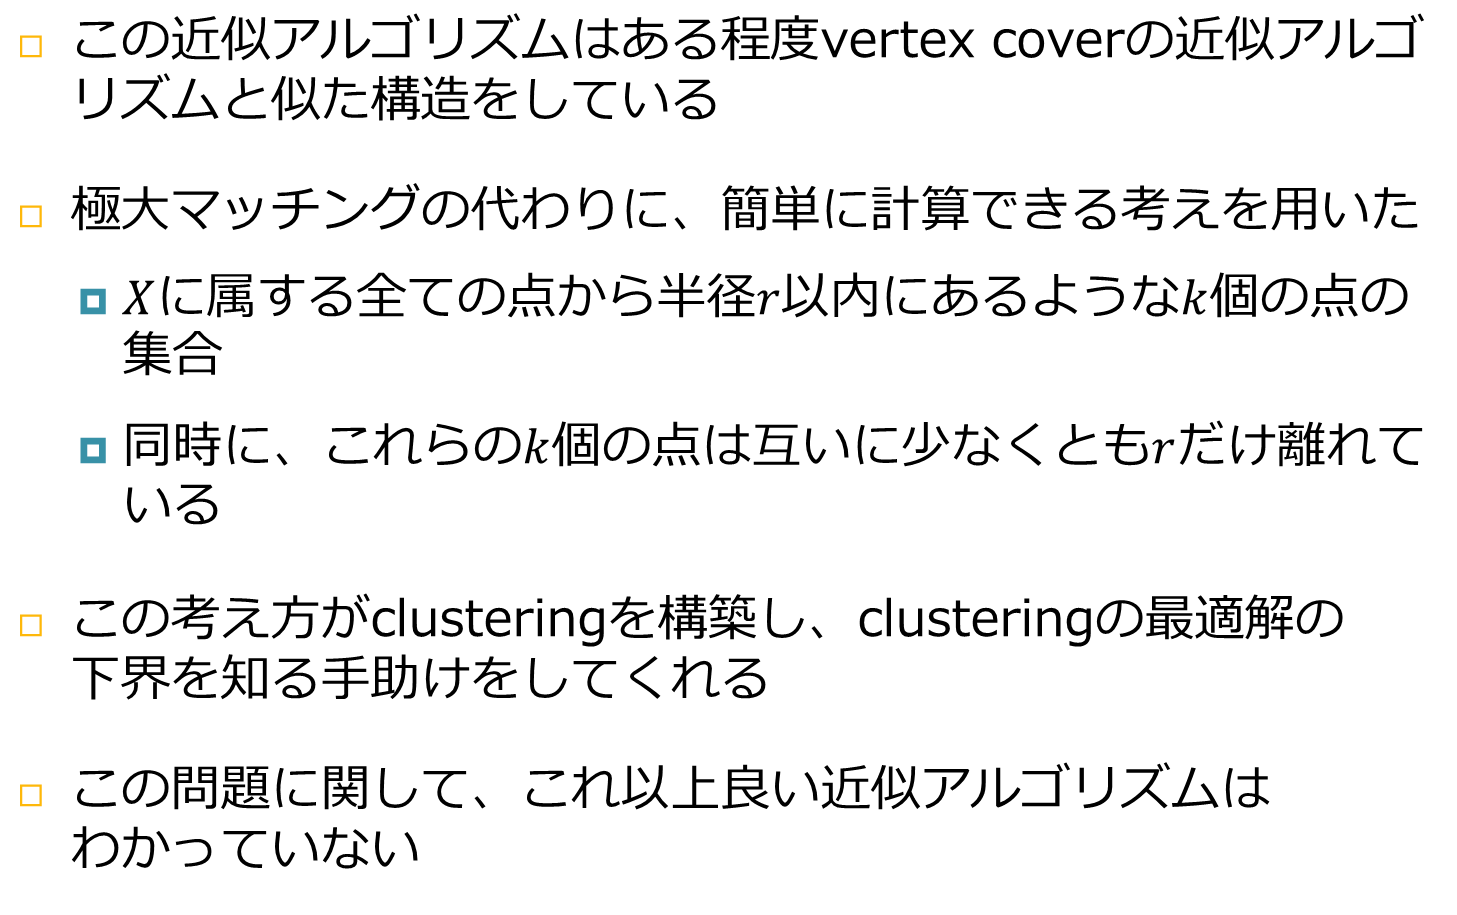 この近似アルゴリズムはある程度vertex coverの近似アルゴ
リズムと似た構造をしている
極大マッチングの代わりに、簡単に計算できる考えを用いた
Xに属する全ての点から半径r以内にあるようなk個の点の
集合
同時に、これらのk個の点は互いに少なくともrだけ離れて
いる
この考え方がclusteringを構築し、clusteringの最適解の
下界を知る手助けをしてくれる
この問題に関して、これ以上良い近似アルゴリズムは
わかっていない